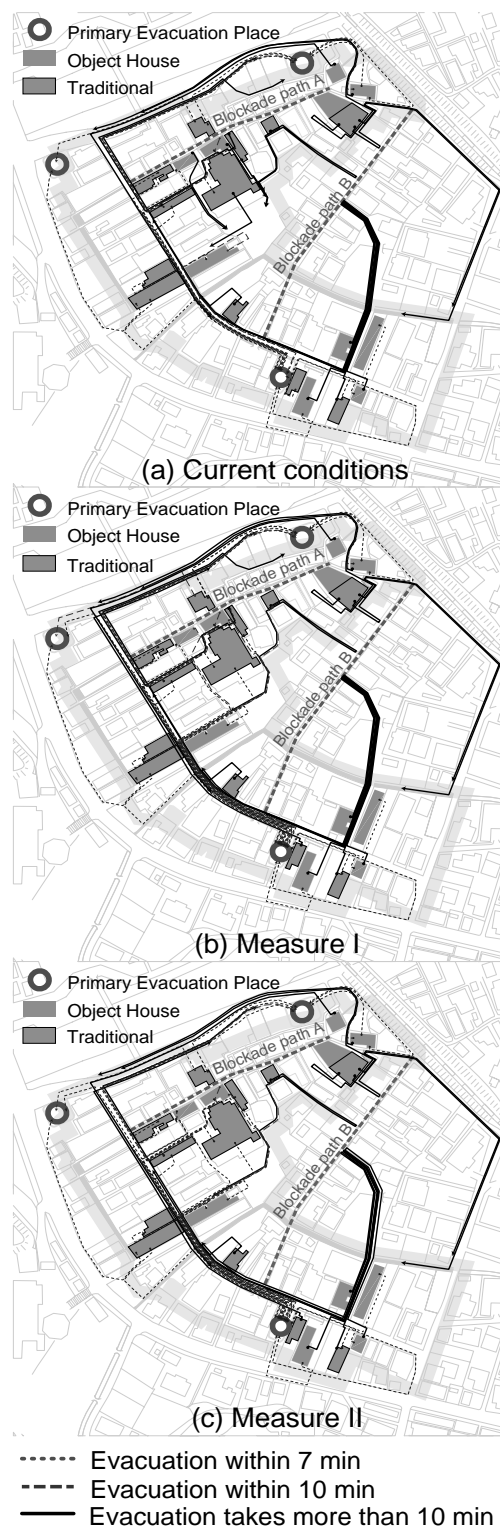 Primary Evacuation Place
Object House
Traditional
Blockade path A
Blockade path B
(a) Current conditions
Primary Evacuation Place
Object House
Traditional
Blockade path A
Blockade path B
(b) Measure I
Primary Evacuation Place
Object House
Traditional
Blockade path A
Blockade path B
(c) Measure II
Evacuation within 7 min
Evacuation within 10 min
Evacuation takes more than 10 min